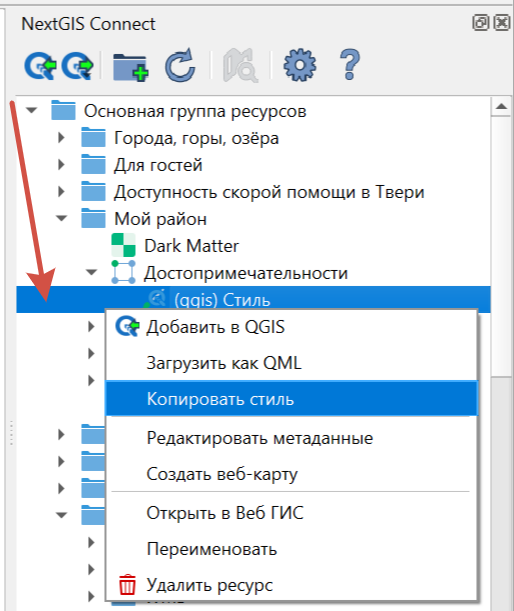 NextGIS Connect
Основная группа ресурсов
Города, горы, озёра
Для гостей
Доступность скорой помощи в Твери
Мой район
Dark Matter
Достопримечательности
(qgis) Стиль
Добавить в QGIS
Загрузить как QML
Копировать стиль
Редактировать метаданные
Создать веб-карту
Открыть в Веб ГИС
Переименовать
Удалить ресурс